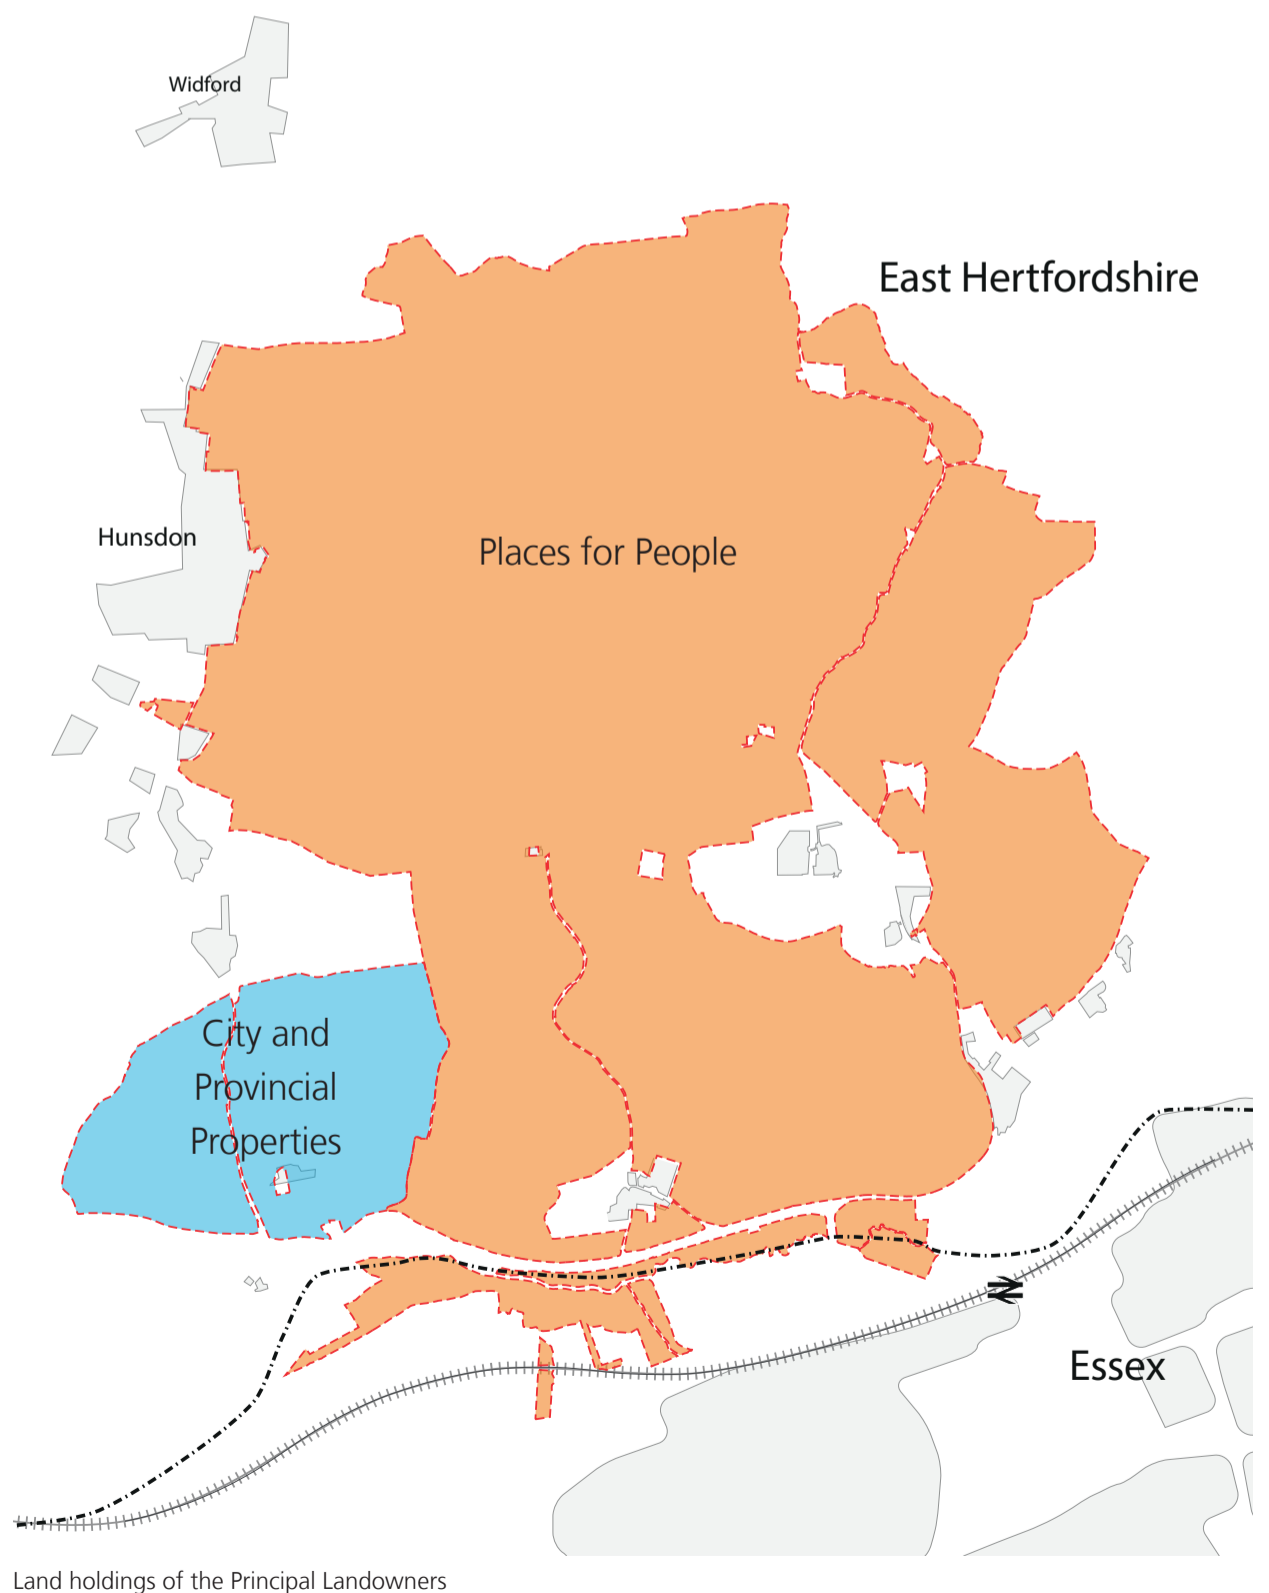 Widford
East Hertfordshire
Hunsdon
Places for People
City and
Provincial
Properties
Essex
Land holdings of the Principal Landowners